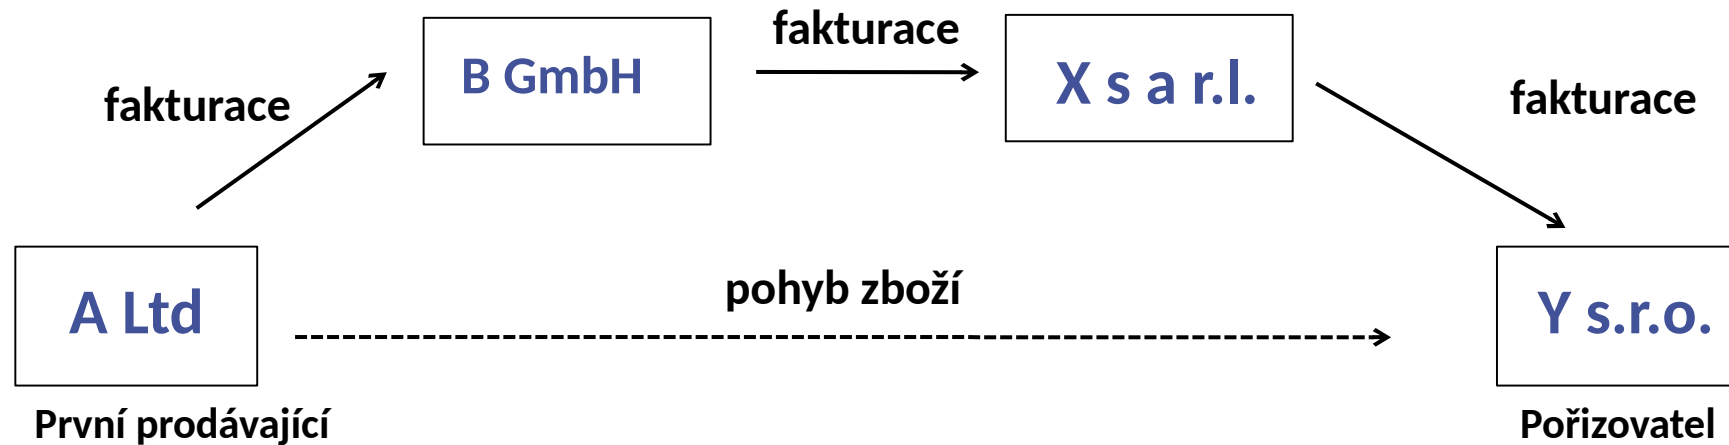 fakturace
B GmbH
fakturace
X s a r.l.
fakturace
A Ltd
pohyb zboží
Y s.r.o.
První prodávající
Pořizovatel